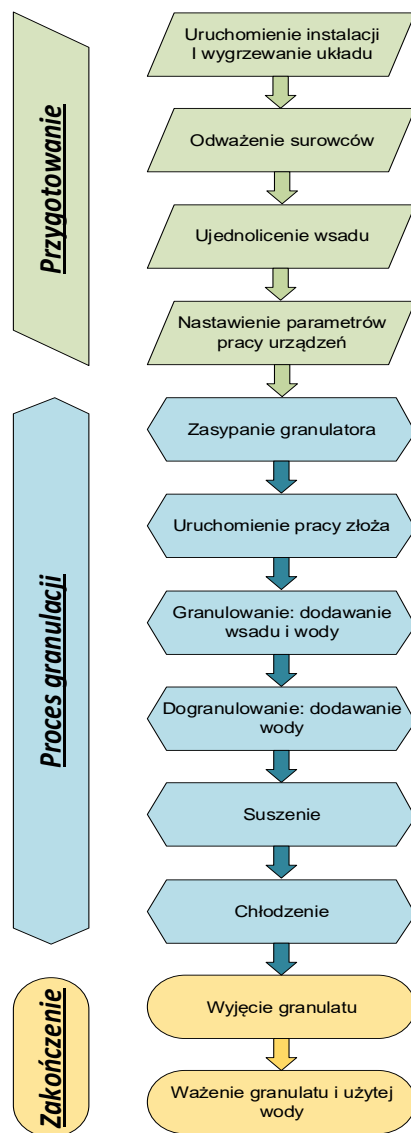 Przygotowanie
Uruchomienie instalacji
I wygrzewanie układu
Odważenie surowców
Ujednolicenie wsadu
Nastawienie parametrów
pracy urządzeń
Proces granulacji
Zasypanie granulatora
Uruchomienie pracy złoża
Granulowanie: dodawanie
wsadu i wody
Dogranulowanie: dodawanie
wody
Suszenie
Chłodzenie
Zakończenie
Wyjęcie granulatu
Ważenie granulatu i użytej
wody